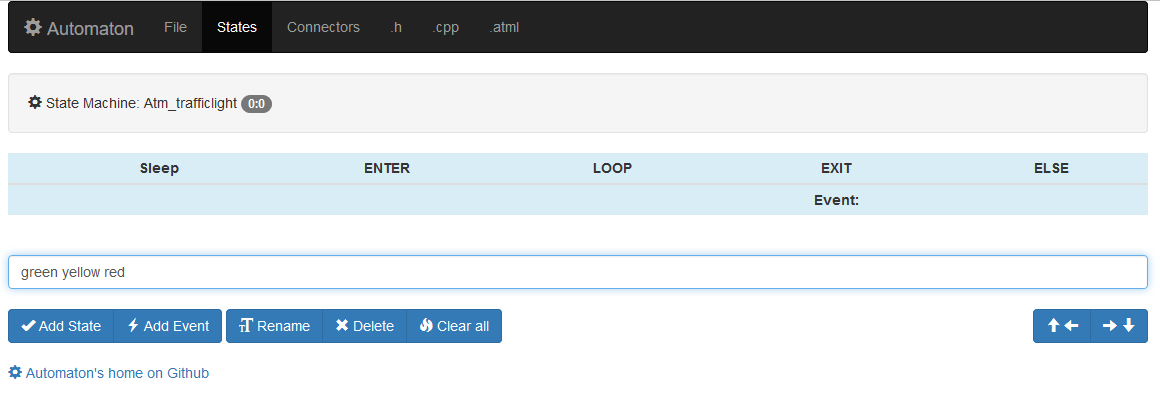 Automaton File States Connectors .h .cpp .atml
State Machine: Atm_trafficlight 0:0
Sleep ENTER LOOP EXIT ELSE
Event:
green yellow red
Add State Add Event Rename Delete Clear all
Automaton's home on Github